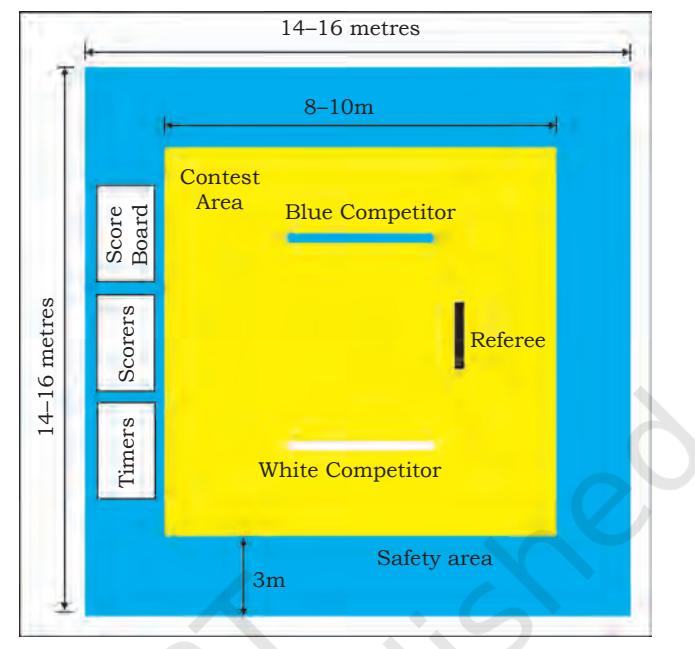 14–16 metres
8–10m
Contest
Area
Blue Competitor
Score
Board
Scorers
Timers
14–16 metres
Referee
White Competitor
Safety area
3m